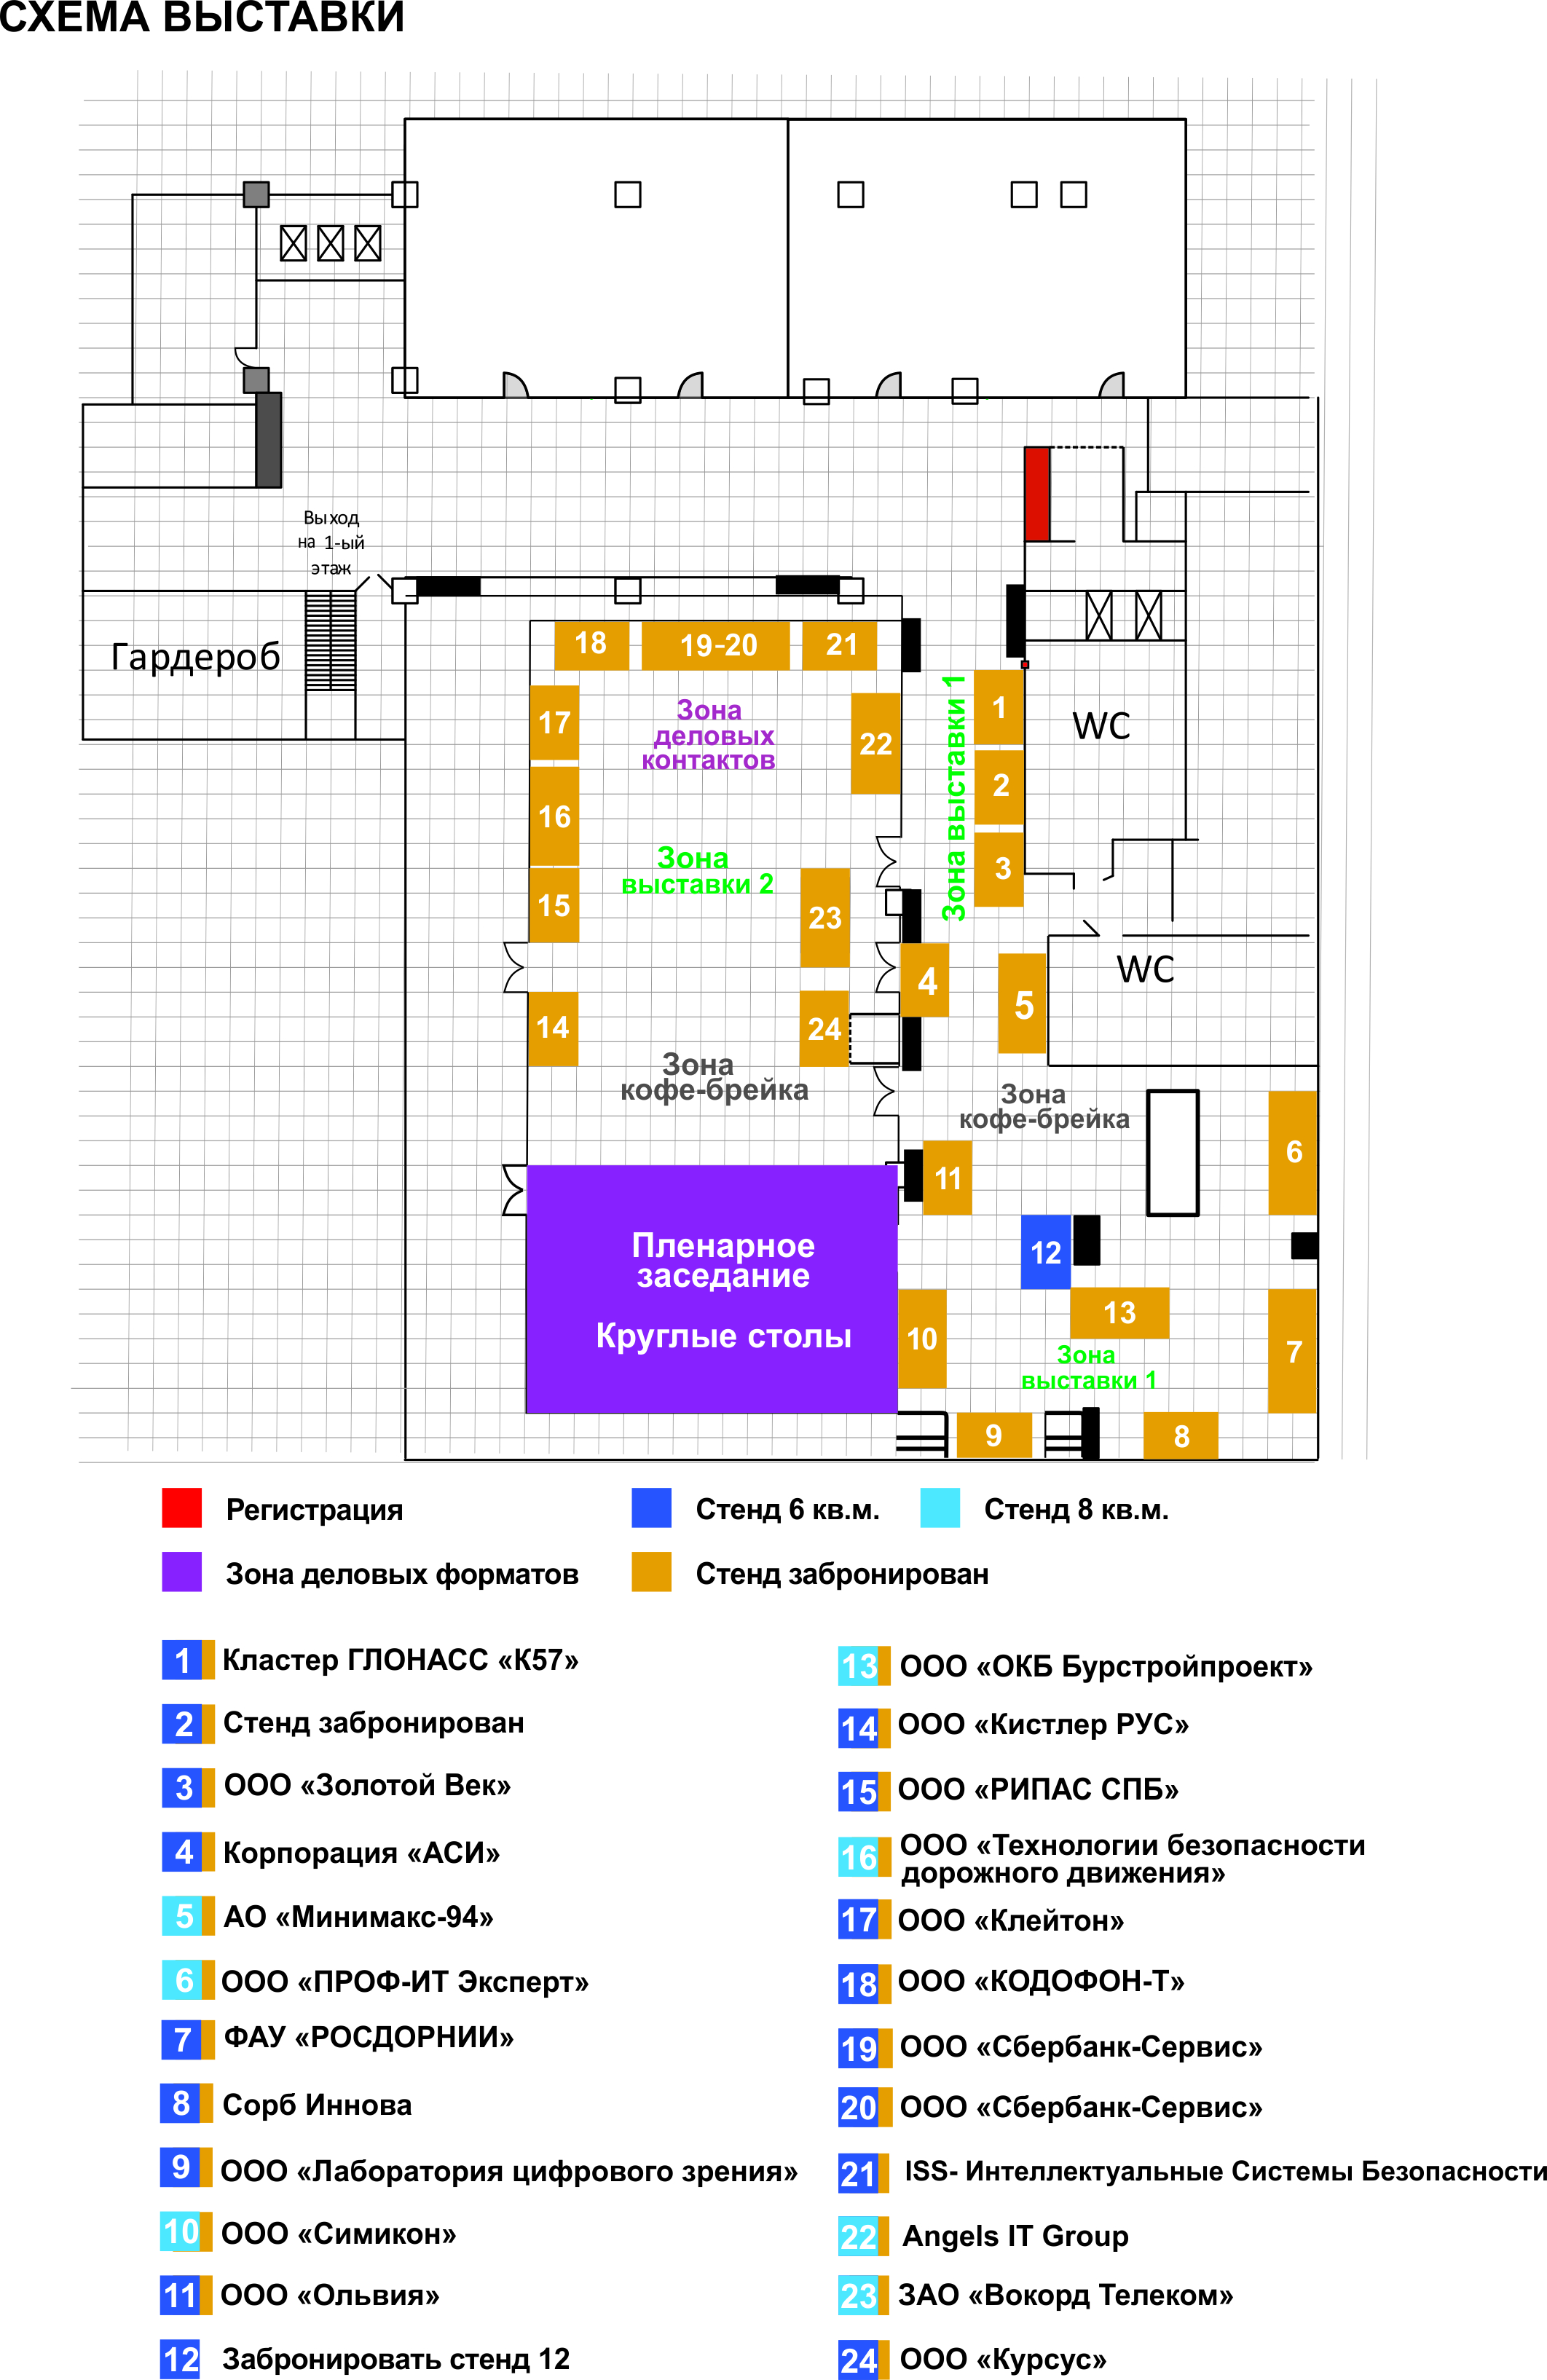 СХЕМА ВЫСТАВКИ
Выход
на 1-ый
этаж
Гардероб
18
19-20
21
17
Зона
деловых
контактов
22
Зона выставки 1
1
WC
2
16
Зона
выставки 2
3
15
23
4
WC
5
14
24
Зона
кофе-брейка
Зона
кофе-брейка
6
11
Пленарное
заседание
12
Круглые столы
10
13
7
Зона
выставки 1
9
8
Регистрация
Стенд 6 кв.м.
Стенд 8 кв.м.
Зона деловых форматов
Стенд забронирован
1 Кластер ГЛОНАСС «К57»
2 Стенд забронирован
3 ООО «Золотой Век»
4 Корпорация «АСИ»
5 АО «Минимакс-94»
6 ООО «ПРОФ-ИТ Эксперт»
7 ФАУ «РОСДОРНИИ»
8 Сорб Иннова
9 ООО «Лаборатория цифрового зрения»
10 ООО «Симикон»
11 ООО «Ольвия»
12 Забронировать стенд 12
13 ООО «ОКБ Бурстройпроект»
14 ООО «Кистлер РУС»
15 ООО «РИПАС СПБ»
16 ООО «Технологии безопасности
дорожного движения»
17 ООО «Клейтон»
18 ООО «КОДОФОН-Т»
19 ООО «Сбербанк-Сервис»
20 ООО «Сбербанк-Сервис»
21 ISS- Интеллектуальные Системы Безопасности
22 Angels IT Group
23 ЗАО «Вокорд Телеком»
24 ООО «Курсус»